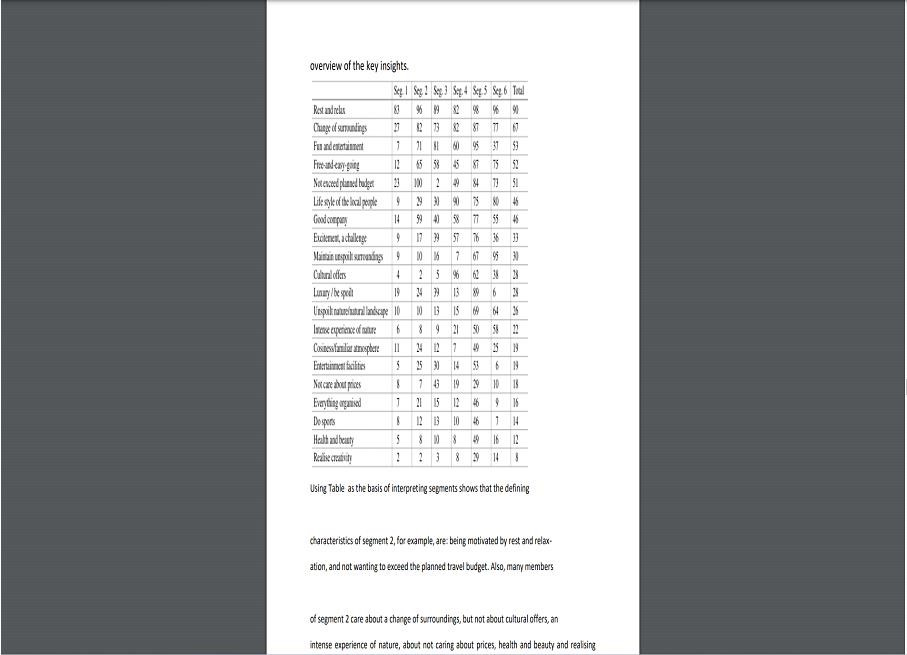 overview of the key insights.
Seg. 1 Seg. 2 Seg. 3 Seg. 4 Seg. 5 Seg. 6 Total
Rest and relax 83 96 89 82 98 96 90
Change of surroundings 27 82 73 82 87 77 67
Fun and entertainment 7 71 81 60 95 37 53
Free-and-easy-going 12 65 58 45 87 75 52
Not exceed planned budget 23 100 2 49 84 73 51
Life style of the local people 9 29 30 90 75 80 46
Good company 14 59 40 58 77 55 46
Excitement, a challenge 9 17 39 57 76 36 33
Maintain unspoilt surroundings 9 10 16 7 67 95 30
Cultural offers 4 2 5 96 62 38 28
Luxury / be spoilt 19 24 39 13 89 6 28
Unspoilt nature/natural landscape 10 10 13 15 69 64 26
Intense experience of nature 6 8 9 21 50 58 22
Cosiness/familiar atmosphere 11 24 12 7 49 25 19
Entertainment facilities 5 25 30 14 53 6 19
Not care about prices 8 7 43 19 29 10 18
Everything organised 7 21 15 12 46 9 16
Do sports 8 12 13 10 46 7 14
Health and beauty 5 8 10 8 49 16 12
Realise creativity 2 2 3 8 29 14 8
Using Table as the basis of interpreting segments shows that the defining
characteristics of segment 2, for example, are: being motivated by rest and relax-
ation, and not wanting to exceed the planned travel budget. Also, many members
of segment 2 care about a change of surroundings, but not about cultural offers, an
intense experience of nature, about not caring about prices, health and beauty and realising